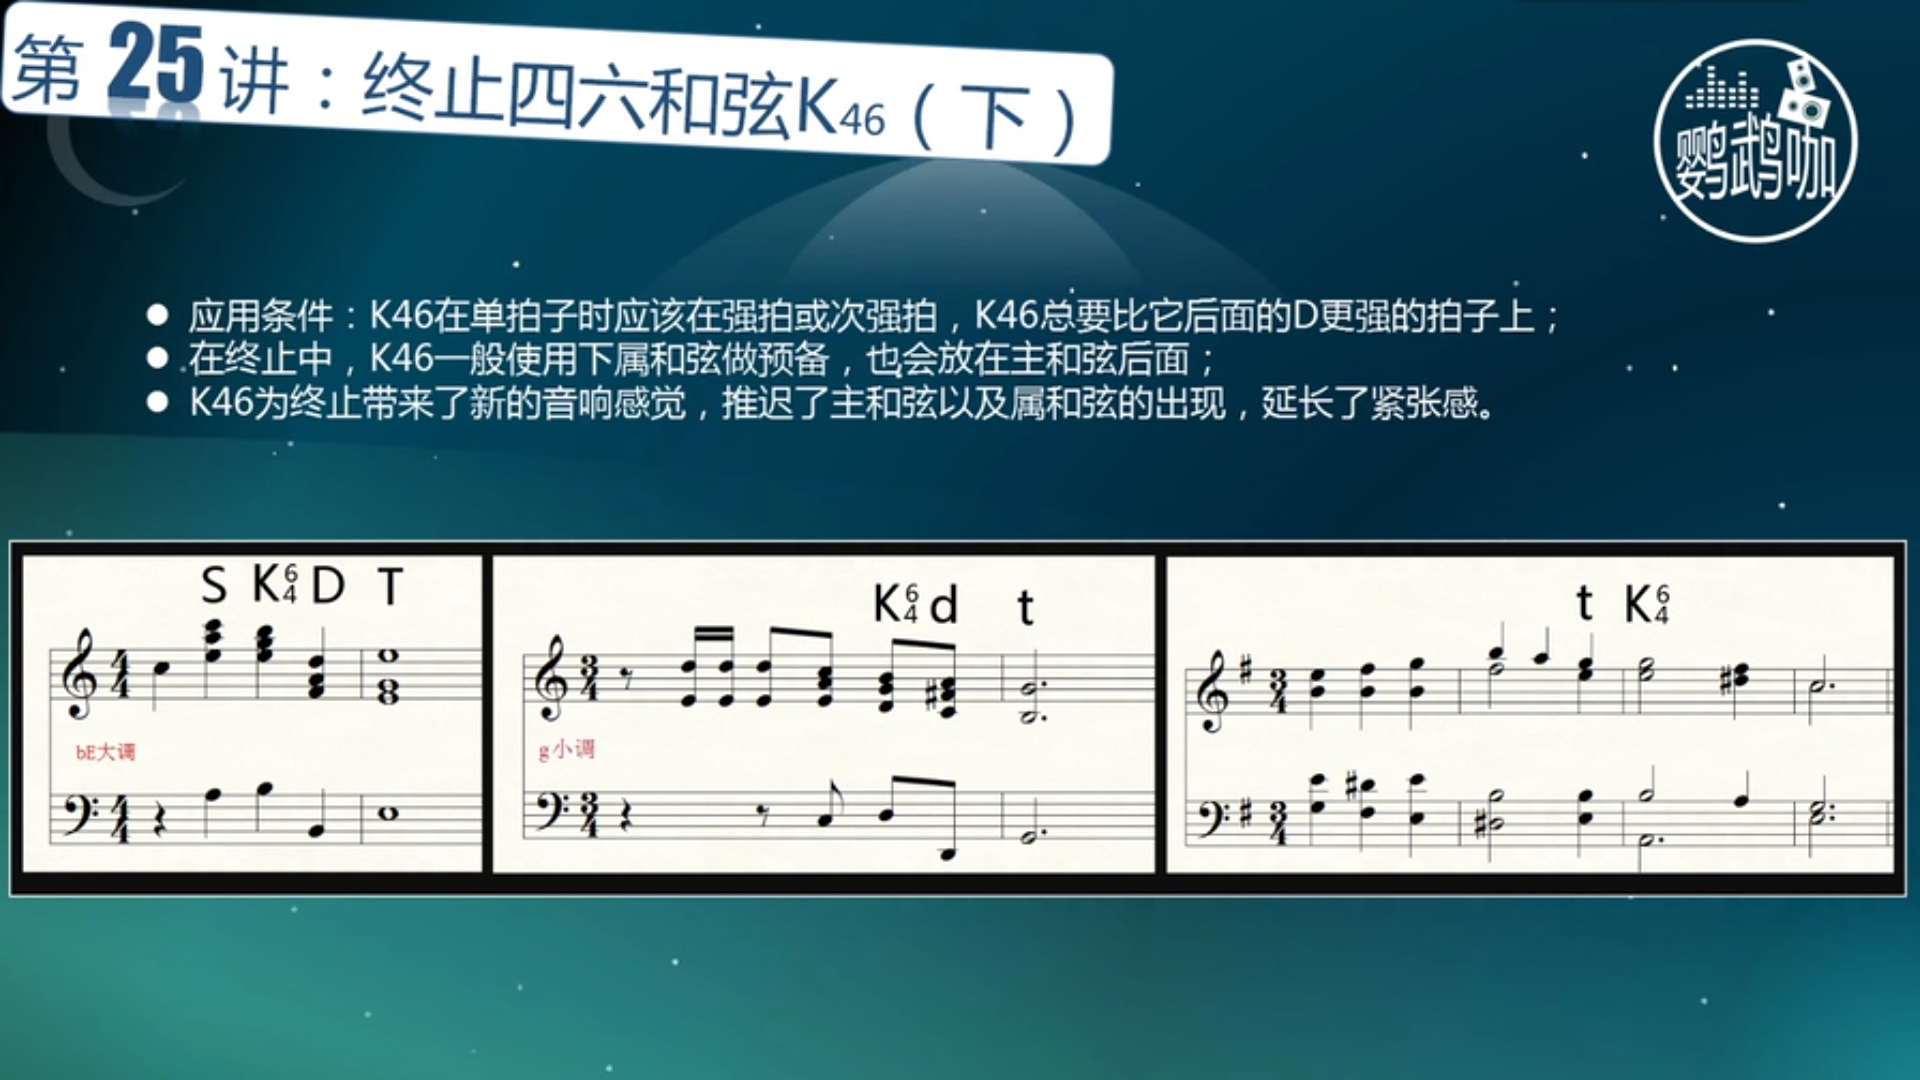 第25讲：终止四六和弦K46（下）
鹦鹉咖
● 应用条件：K46在单拍子时应该在强拍或次强拍，K46总要比它后面的D更强的拍子上；
● 在终止中，K46一般使用下属和弦做预备，也会放在主和弦后面；
● K46为终止带来了新的音响感觉，推迟了主和弦以及属和弦的出现，延长了紧张感。
S K64 D T
bE大调
K64 d t
g小调
t K64